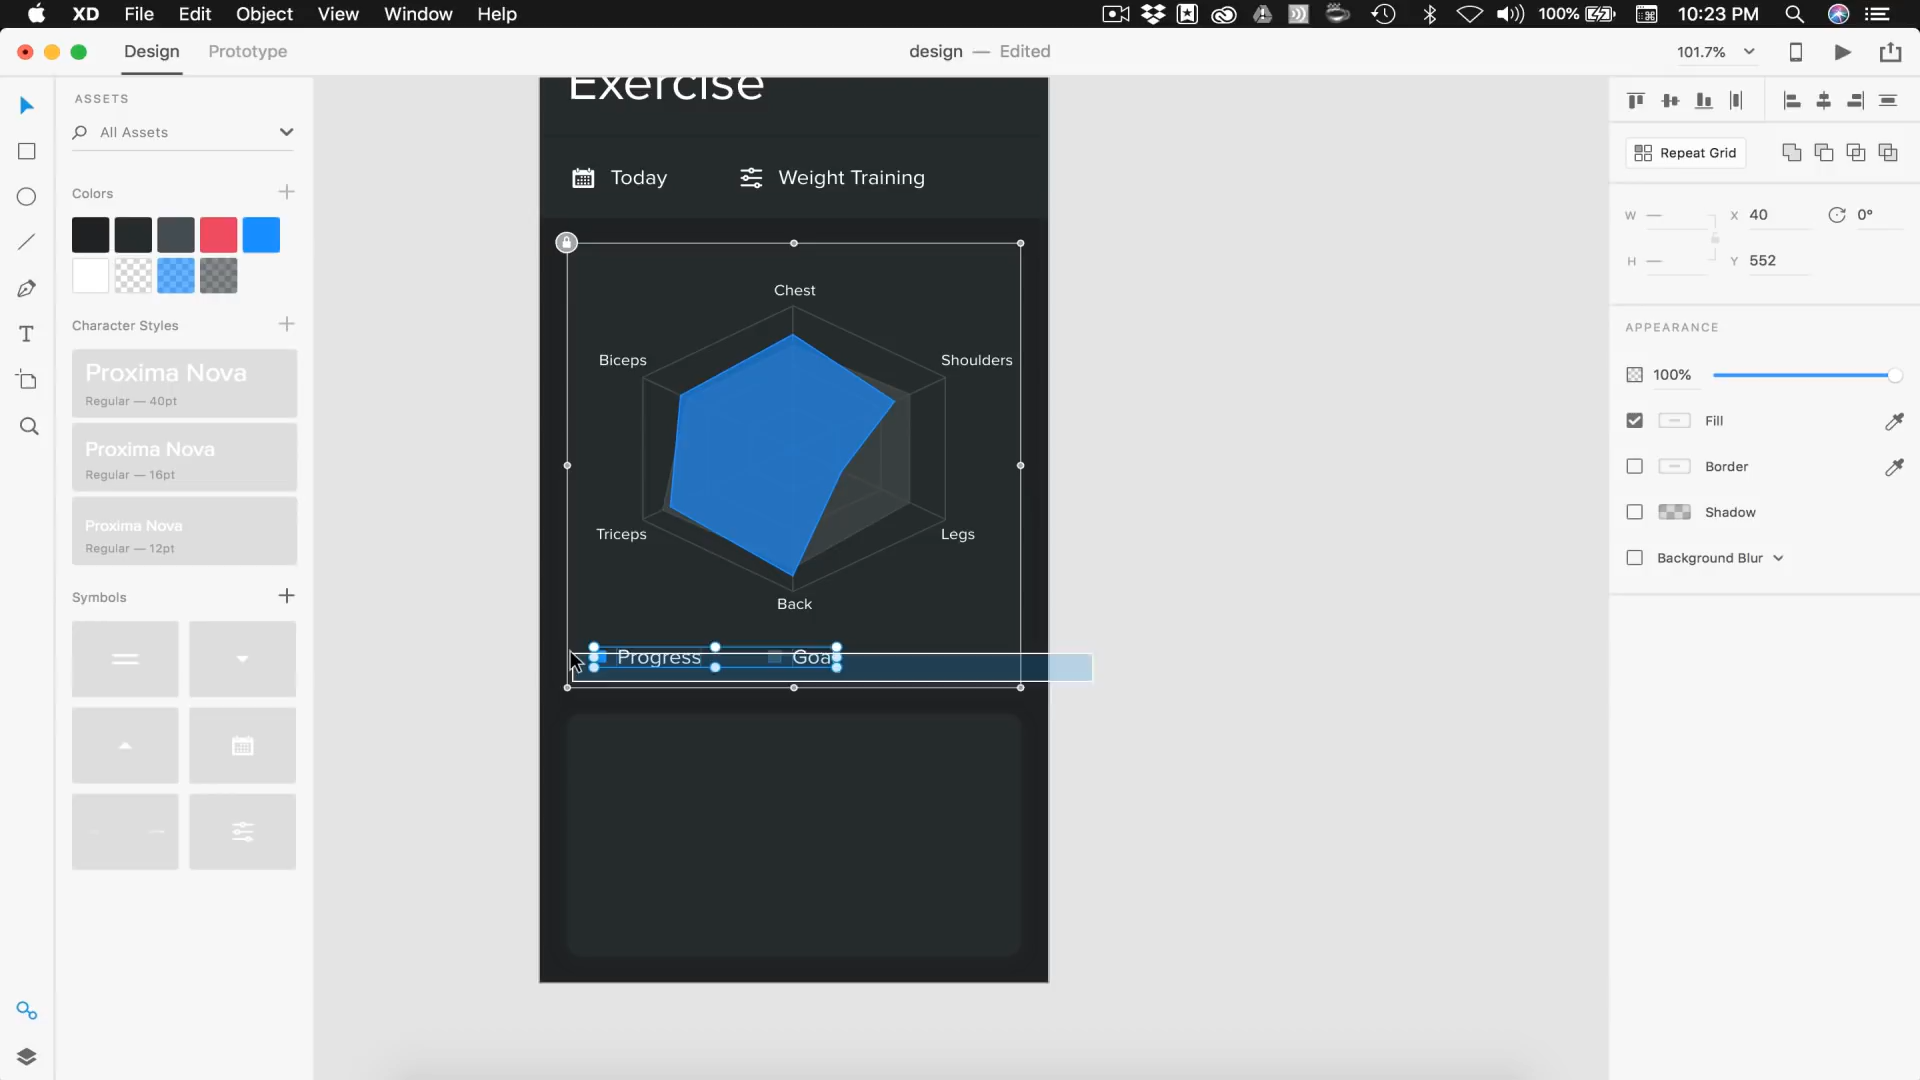 XD File Edit Object View Window Help 100% 10:23 PM
Design Prototype design — Edited 101.7%
ASSETS
All Assets
Colors
Character Styles
Proxima Nova
Regular — 40pt
Proxima Nova
Regular — 16pt
Proxima Nova
Regular — 12pt
Symbols
Exercise
Today Weight Training
Chest
Biceps Shoulders
Triceps Legs
Back
Progress Goal
Repeat Grid
W — X 40 0°
H — Y 552
APPEARANCE
100%
Fill
Border
Shadow
Background Blur